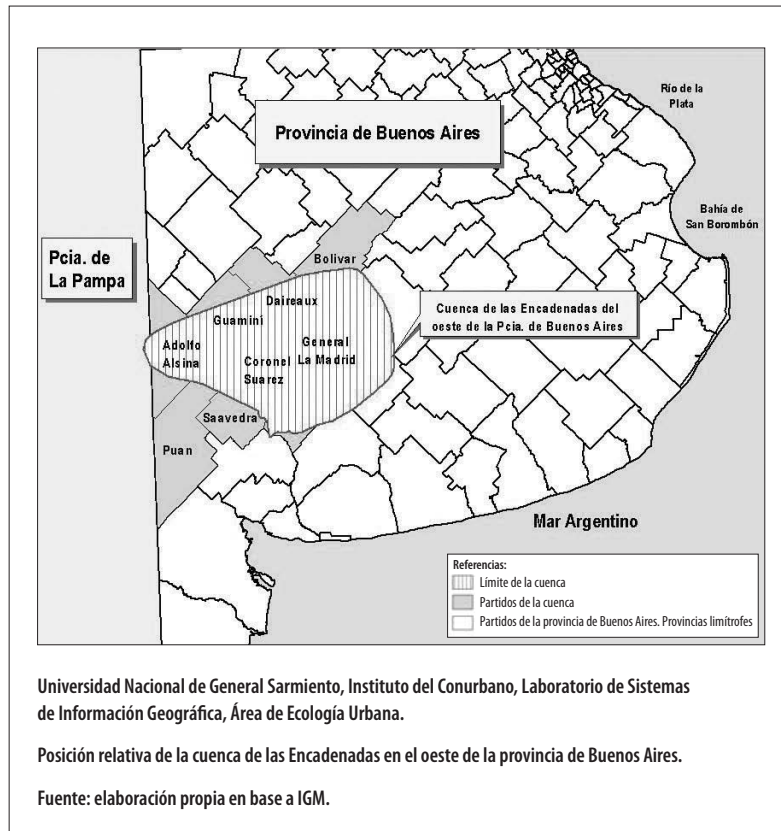 Río de la
Plata
Provincia de Buenos Aires
Bahía de
San Borombón
Pcia. de
La Pampa
Bolivar
Daireaux
Guaminí
Cuenca de las Encadenadas del
oeste de la Pcia. de Buenos Aires
General
La Madrid
Adolfo
Alsina
Coronel
Suarez
Saavedra
Puan
Mar Argentino
Referencias:
Límite de la cuenca
Partidos de la cuenca
Partidos de la provincia de Buenos Aires. Provincias limítrofes
Universidad Nacional de General Sarmiento, Instituto del Conurbano, Laboratorio de Sistemas
de Información Geográfica, Área de Ecología Urbana.
Posición relativa de la cuenca de las Encadenadas en el oeste de la provincia de Buenos Aires.
Fuente: elaboración propia en base a IGM.